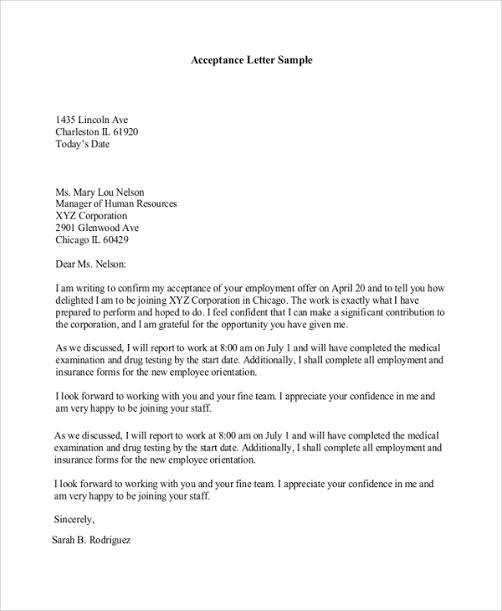 Acceptance Letter Sample
1435 Lincoln Ave
Charleston IL 61920
Today's Date
Ms. Mary Lou Nelson
Manager of Human Resources
XYZ Corporation
2901 Glenwood Ave
Chicago IL 60429
Dear Ms. Nelson:
I am writing to confirm my acceptance of your employment offer on April 20 and to tell you how
delighted I am to be joining XYZ Corporation in Chicago. The work is exactly what I have
prepared to perform and hoped to do. I feel confident that I can make a significant contribution to
the corporation, and I am grateful for the opportunity you have given me.
As we discussed, I will report to work at 8:00 am on July 1 and will have completed the medical
examination and drug testing by the start date. Additionally, I shall complete all employment and
insurance forms for the new employee orientation.
I look forward to working with you and your fine team. I appreciate your confidence in me and
am very happy to be joining your staff.
As we discussed, I will report to work at 8:00 am on July 1 and will have completed the medical
examination and drug testing by the start date. Additionally, I shall complete all employment and
insurance forms for the new employee orientation.
I look forward to working with you and your fine team. I appreciate your confidence in me and
am very happy to be joining your staff.
Sincerely,
Sarah B. Rodriguez